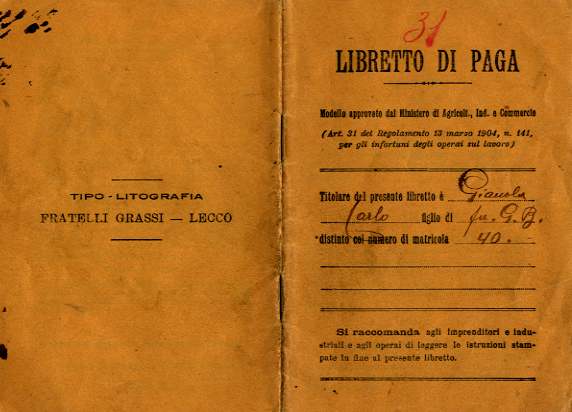 TIPO-LITOGRAFIA
FRATELLI GRASSI — LECCO
31
LIBRETTO DI PAGA
Modello approvato dal Ministero di Agricolt., Ind. e Commercio
(Art. 31 del Regolamento 13 marzo 1904, n. 141,
per gli infortuni degli operai sul lavoro)
Titolare del presente libretto è Gianola
Carlo figlio di fu. G. B.
distinto col numero di matricola 40.
Si raccomanda agli Imprenditori e indu-
striali e agli operai di leggere le istruzioni stam-
pate in fine al presente libretto.